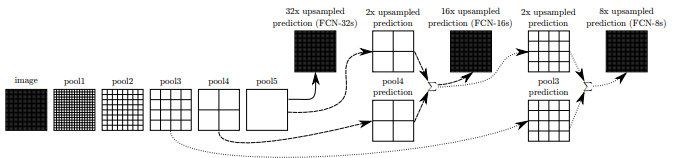 32x upsampled
prediction (FCN-32s)
2x upsampled
prediction
16x upsampled
prediction (FCN-16s)
2x upsampled
prediction
8x upsampled
prediction (FCN-8s)
image
pool1
pool2
pool3
pool4
pool5
pool4
prediction
pool3
prediction
Σ
Σ